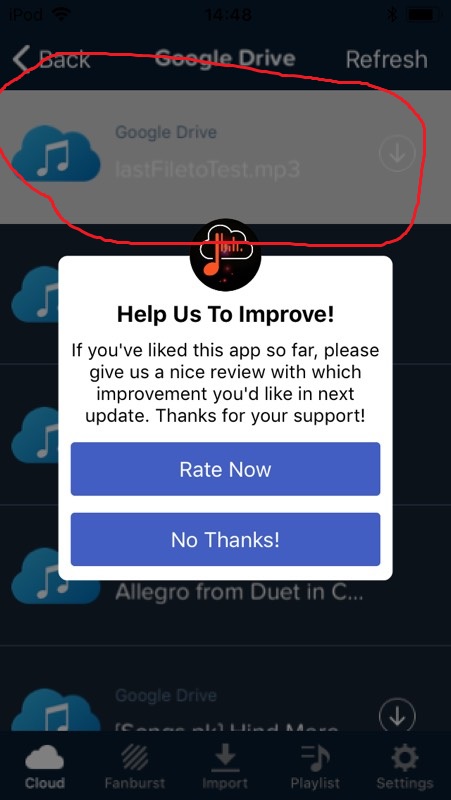 iPod 14:48
Back Google Drive Refresh
Google Drive
lastFiletoTest.mp3
Help Us To Improve!
If you've liked this app so far, please
give us a nice review with which
improvement you'd like in next
update. Thanks for your support!
Rate Now
No Thanks!
Allegro from Duet in C...
Google Drive
[Songs.pk] Hind Mare
Cloud Fanburst Import Playlist Settings